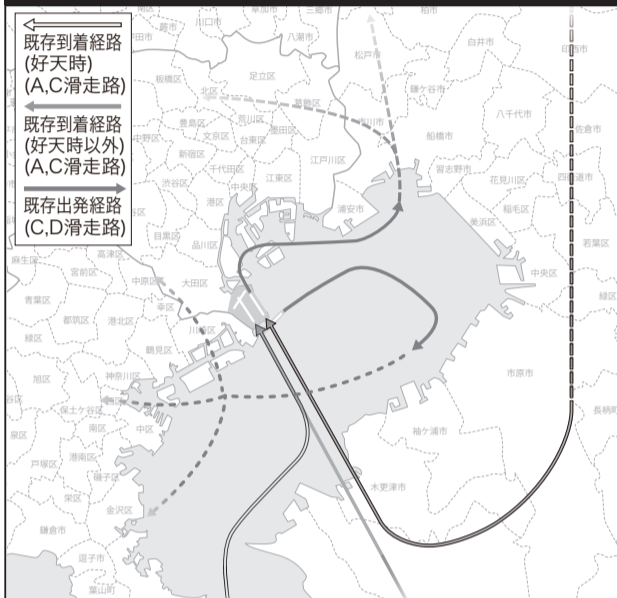 既存到着経路
(好天時)
(A,C滑走路)
既存到着経路
(好天時以外)
(A,C滑走路)
既存出発経路
(C,D滑走路)
川口市
草加市
三郷市
柏市
戸田市
八潮市
松戸市
白井市
印西市
板橋区
足立区
北区
葛飾区
鎌ケ谷市
豊島区
荒川区
市川市
八千代市
中野区
文京区
墨田区
台東区
船橋市
佐倉市
新宿区
江戸川区
千代田区
江東区
習志野市
花見川区
四街道市
渋谷区
中央区
港区
浦安市
稲毛区
美浜区
目黒区
品川区
若葉区
高津区
麻生区
宮前区
中原区
大田区
中央区
幸区
緑区
青葉区
都筑区
港北区
川崎区
緑区
鶴見区
旭区
神奈川区
市原市
西区
保土ケ谷区
長柄町
泉区
南区
中区
袖ケ浦市
戸塚区
港南区
磯子区
木更津市
栄区
金沢区
鎌倉市
逗子市
葉山町